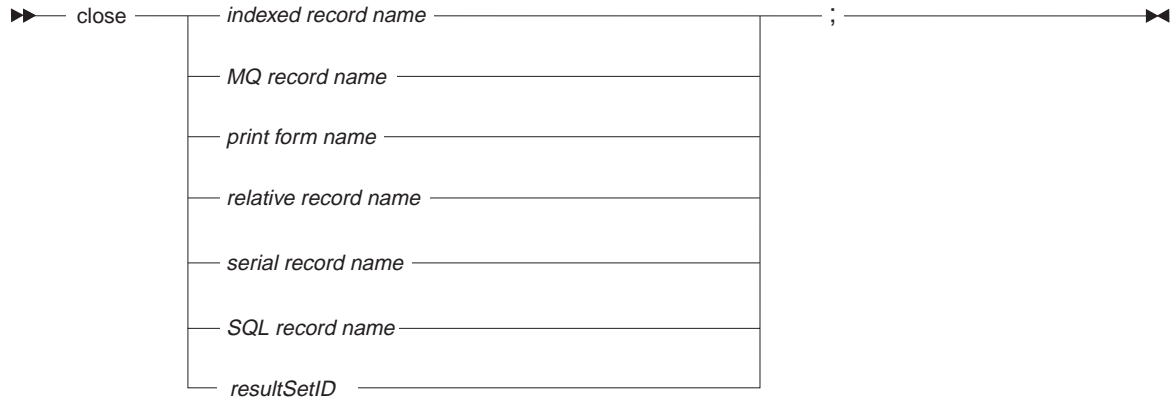 close indexed record name ;
MQ record name
print form name
relative record name
serial record name
SQL record name
resultSetID